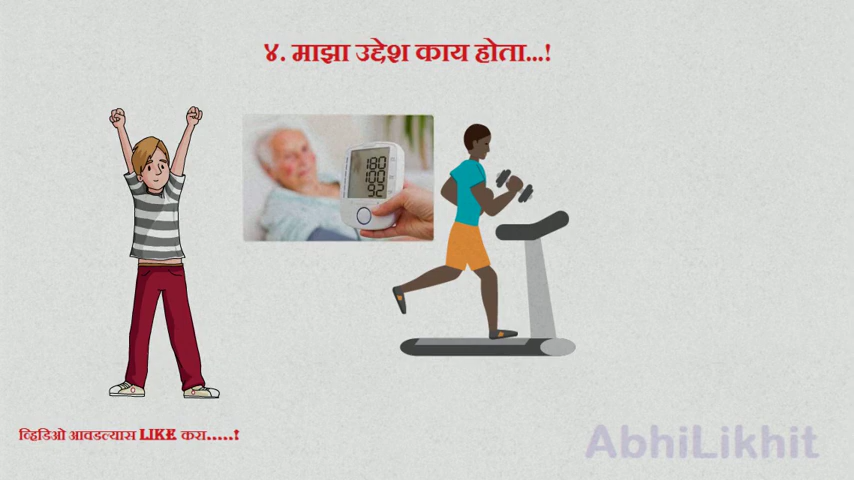 ४. माझा उद्देश काय होता...!
180
100
92
व्हिडिओ आवडल्यास LIKE करा.....!
AbhiLikhit